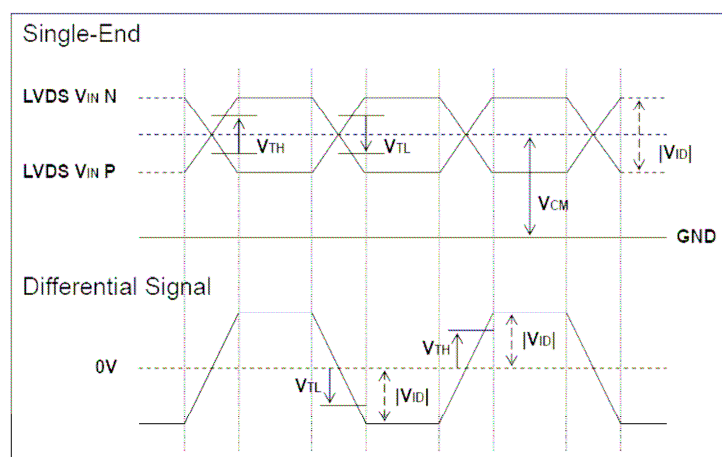 Single-End
LVDS VIN N
VTH
VTL
|VID|
LVDS VIN P
VCM
GND
Differential Signal
VTH
|VID|
0V
VTL
|VID|